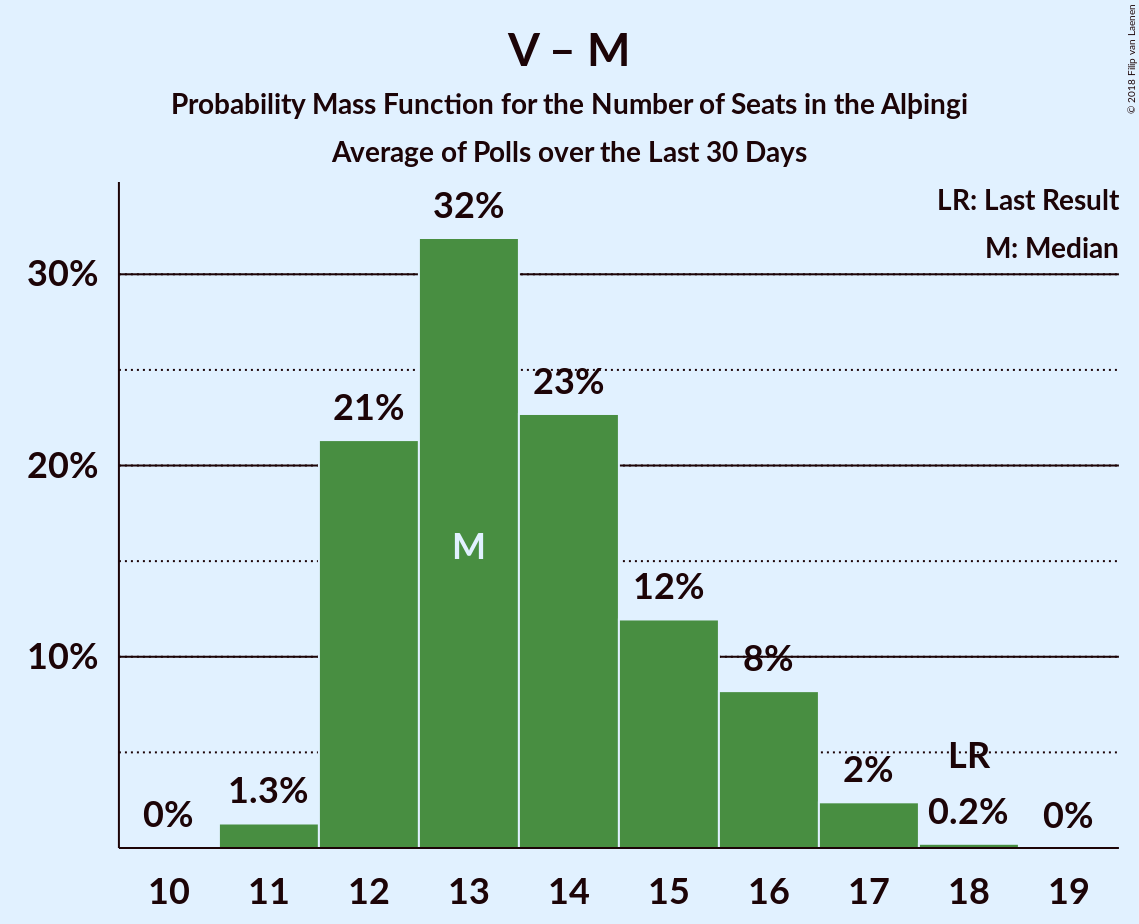 V – M
Probability Mass Function for the Number of Seats in the Alþingi
Average of Polls over the Last 30 Days
© 2018 Filip van Laenen
LR: Last Result
M: Median
30%
20%
10%
0%
1.3%
21%
32%
M
23%
12%
8%
2%
LR
0.2%
0%
10 11 12 13 14 15 16 17 18 19